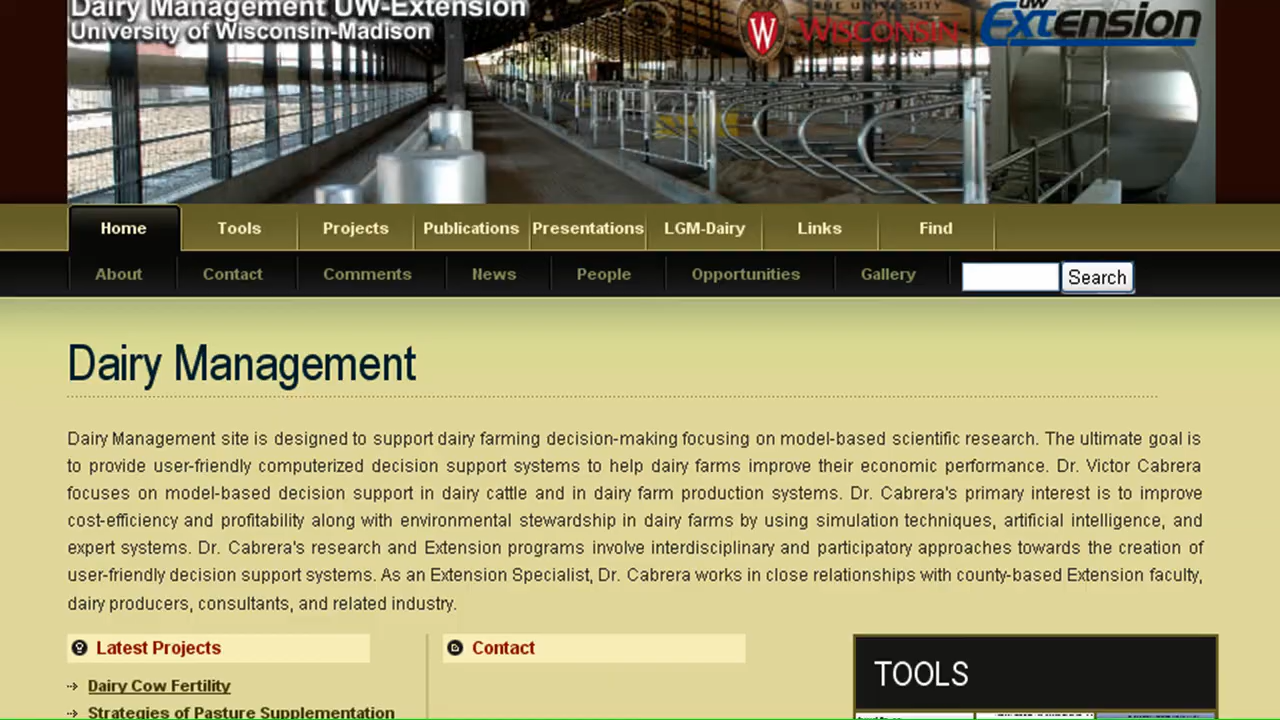 Dairy Management UW-Extension
University of Wisconsin-Madison
THE UNIVERSITY
WISCONSIN
UW
Extension
Home Tools Projects Publications Presentations LGM-Dairy Links Find
About Contact Comments News People Opportunities Gallery Search
Dairy Management
Dairy Management site is designed to support dairy farming decision-making focusing on model-based scientific research. The ultimate goal is
to provide user-friendly computerized decision support systems to help dairy farms improve their economic performance. Dr. Victor Cabrera
focuses on model-based decision support in dairy cattle and in dairy farm production systems. Dr. Cabrera's primary interest is to improve
cost-efficiency and profitability along with environmental stewardship in dairy farms by using simulation techniques, artificial intelligence, and
expert systems. Dr. Cabrera's research and Extension programs involve interdisciplinary and participatory approaches towards the creation of
user-friendly decision support systems. As an Extension Specialist, Dr. Cabrera works in close relationships with county-based Extension faculty,
dairy producers, consultants, and related industry.
Latest Projects
Dairy Cow Fertility
Strategies of Pasture Supplementation
Contact
TOOLS